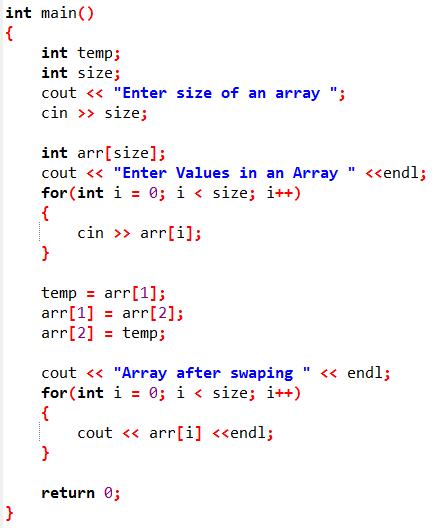 int main()
{
    int temp;
    int size;
    cout << "Enter size of an array ";
    cin >> size;

    int arr[size];
    cout << "Enter Values in an Array " <<endl;
    for(int i = 0; i < size; i++)
    {
        cin >> arr[i];
    }

    temp = arr[1];
    arr[1] = arr[2];
    arr[2] = temp;

    cout << "Array after swaping " << endl;
    for(int i = 0; i < size; i++)
    {
        cout << arr[i] <<endl;
    }

    return 0;
}